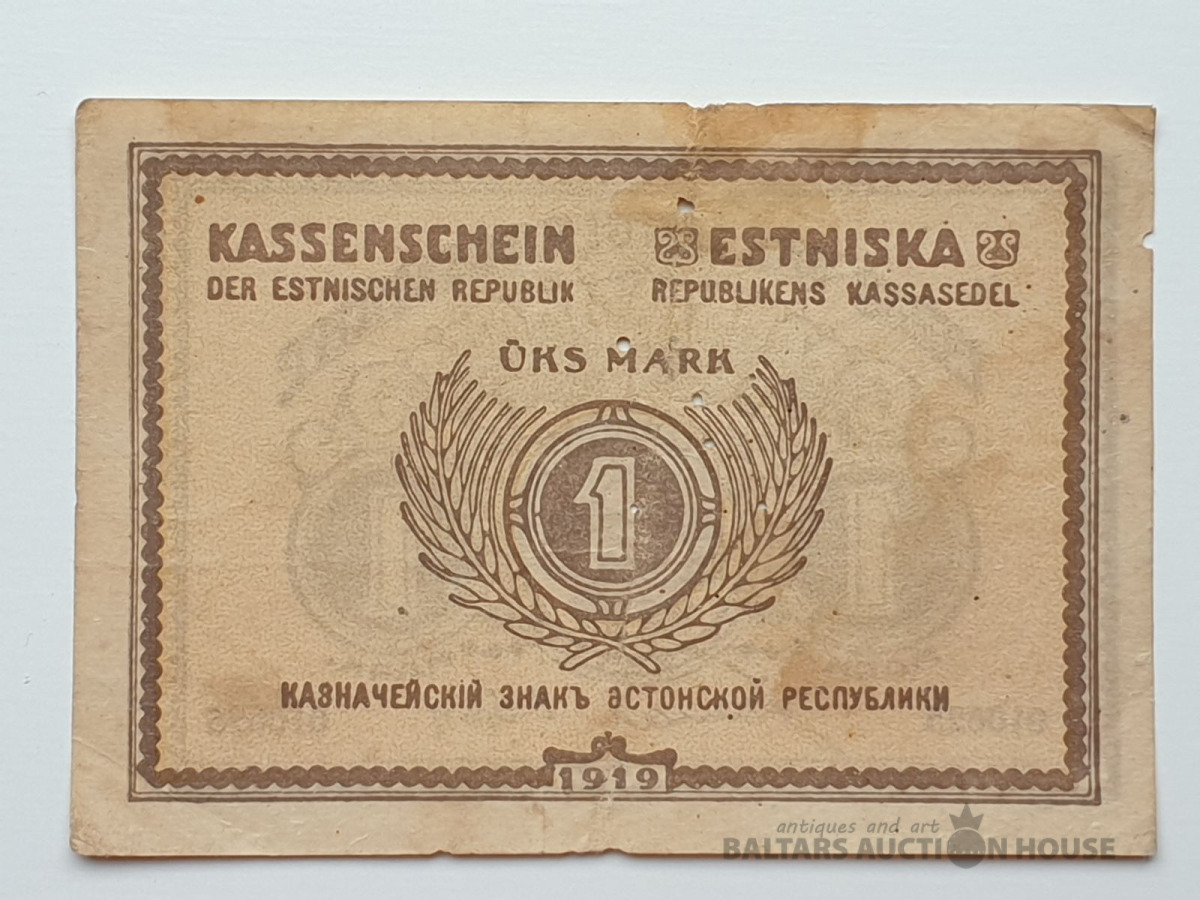 KASSENSCHEIN
DER ESTNISCHEN REPUBLIK
ESTNISKA
REPUBLIKENS KASSASEDEL
ÜKS MARK
1
КАЗНАЧЕЙСКІЙ ЗНАКЪ ЭСТОНСКОЙ РЕСПУБЛИКИ
1919
antiques and art
BALTARS AUCTION HOUSE